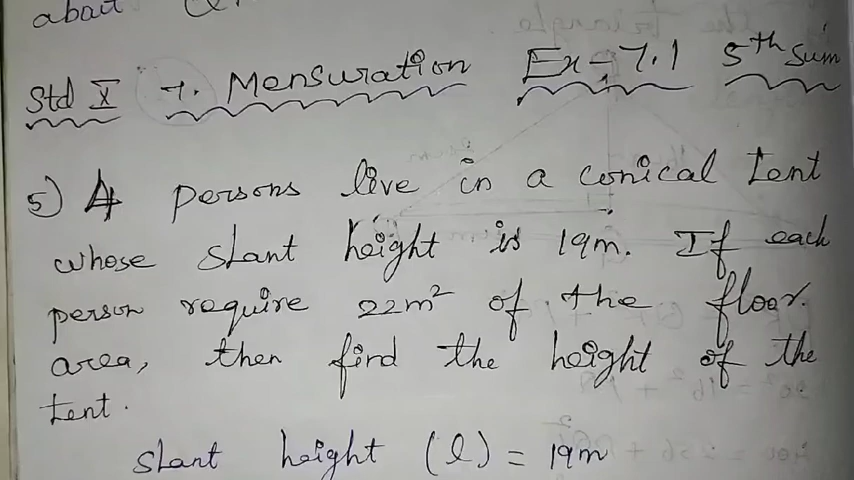 abait
Std X 7. Mensuration Ex-7.1 5th Sum
5) 4 persons live in a conical tent
whose slant height is 19m. If each
person require 22m² of the floor
area, then find the height of the
tent.
slant height (l) = 19m